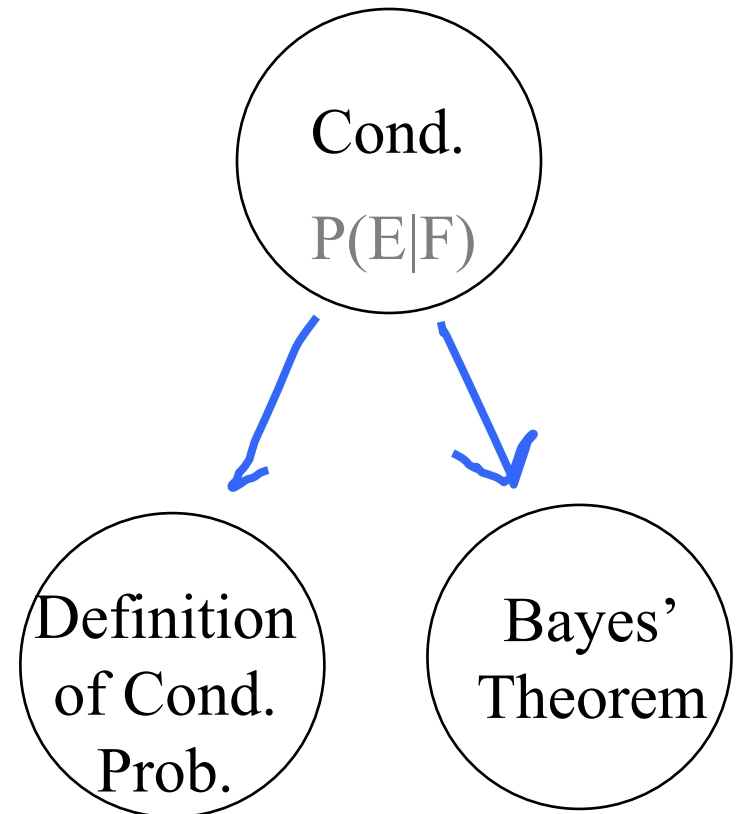 Cond.
P(E|F)
Definition
of Cond.
Prob.
Bayes’
Theorem